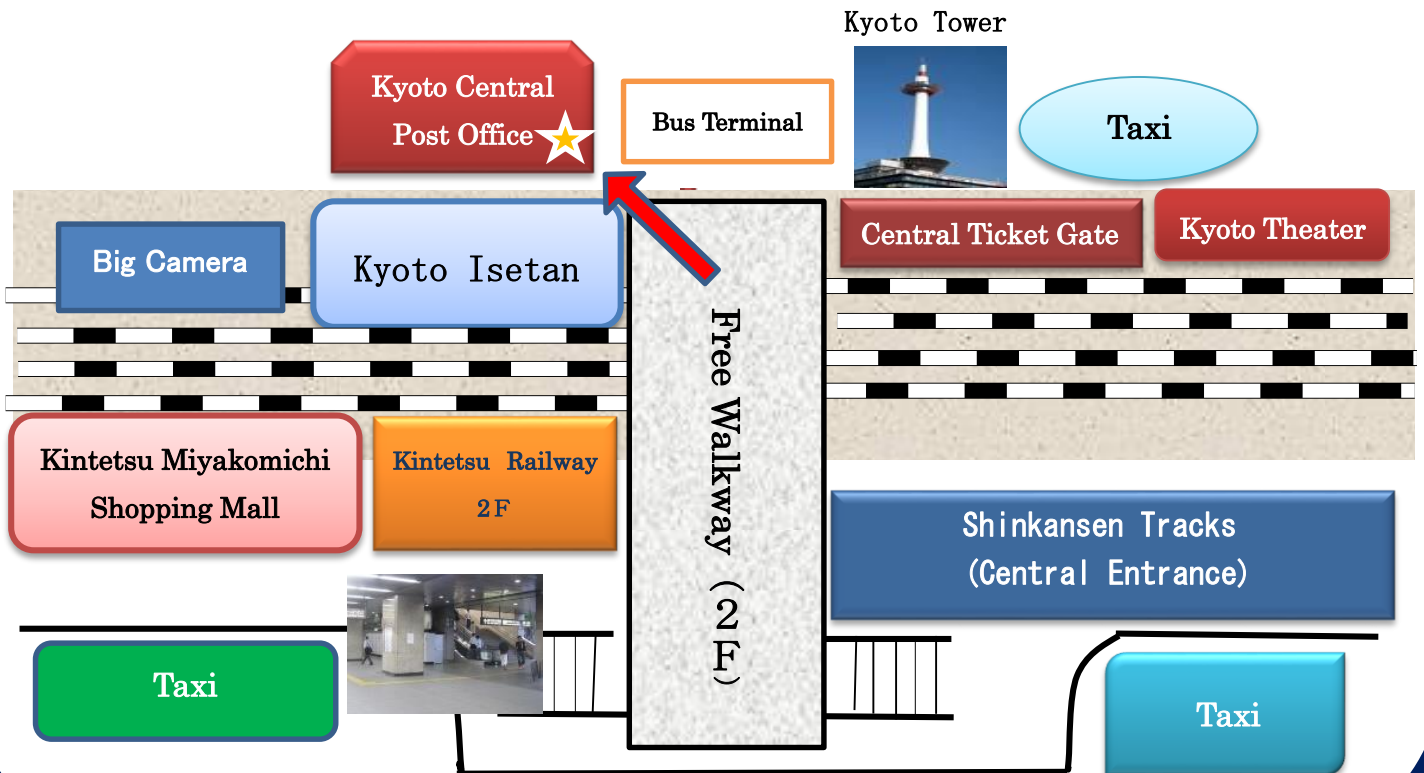 Kyoto Tower
Kyoto Central
Post Office
Bus Terminal
Taxi
Big Camera
Kyoto Isetan
Central Ticket Gate
Kyoto Theater
Free Walkway (2F)
Kintetsu Miyakomichi
Shopping Mall
Kintetsu Railway
2F
Shinkansen Tracks
(Central Entrance)
Taxi
Taxi